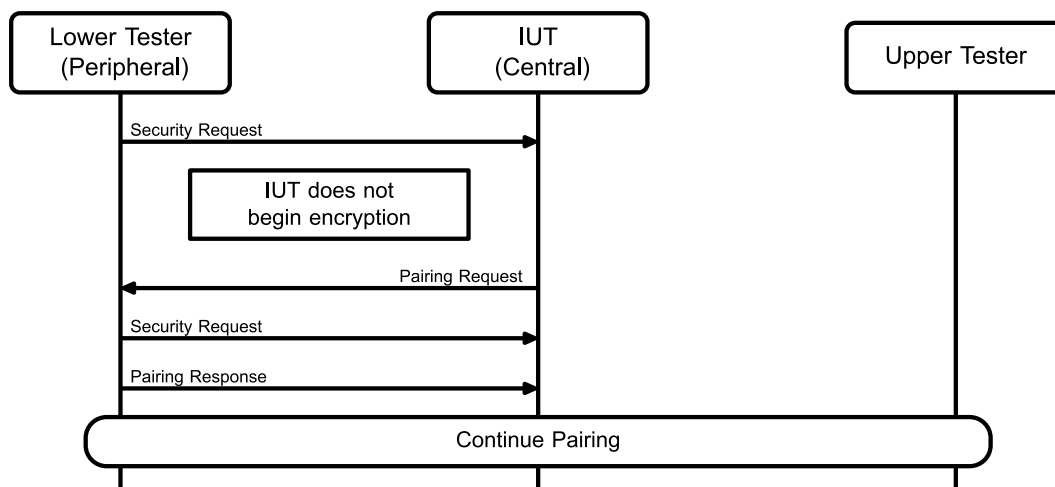 Lower Tester
(Peripheral)
IUT
(Central)
Upper Tester
Security Request
IUT does not
begin encryption
Pairing Request
Security Request
Pairing Response
Continue Pairing